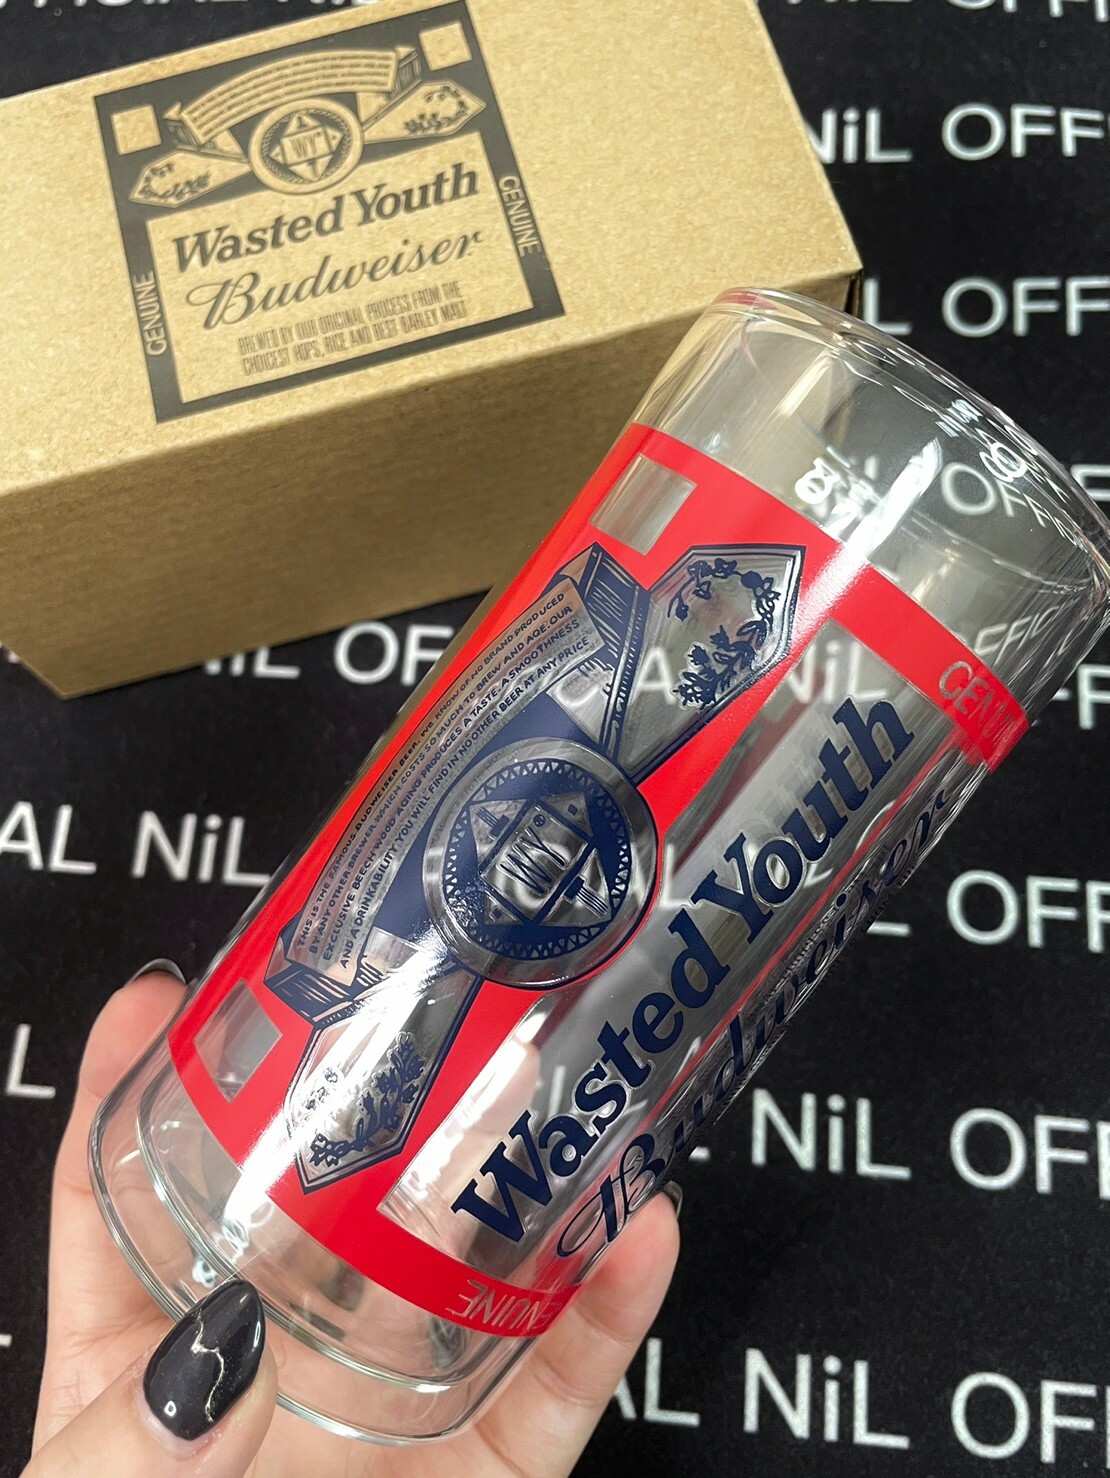 OFFICIAL NiL
NiL OFF
L OFF
WY
Wasted Youth
Budweiser
GENUINE
GENUINE
BREWED BY OUR ORIGINAL PROCESS FROM THE
CHOICEST HOPS, RICE AND BEST BARLEY MALT
THIS IS THE FAMOUS BUDWEISER BEER. WE KNOW OF NO BRAND PRODUCED
BY ANY OTHER BREWER WHICH COSTS SO MUCH TO BREW AND AGE. OUR
EXCLUSIVE BEECHWOOD AGING PRODUCES A TASTE, A SMOOTHNESS
AND A DRINKABILITY YOU WILL FIND IN NO OTHER BEER AT ANY PRICE.
WY®
Wasted Youth
Budweiser
GENUINE
GENUINE
NiL OFF
AL NiL
OFF
L
NiL OFF
AL NiL OFF